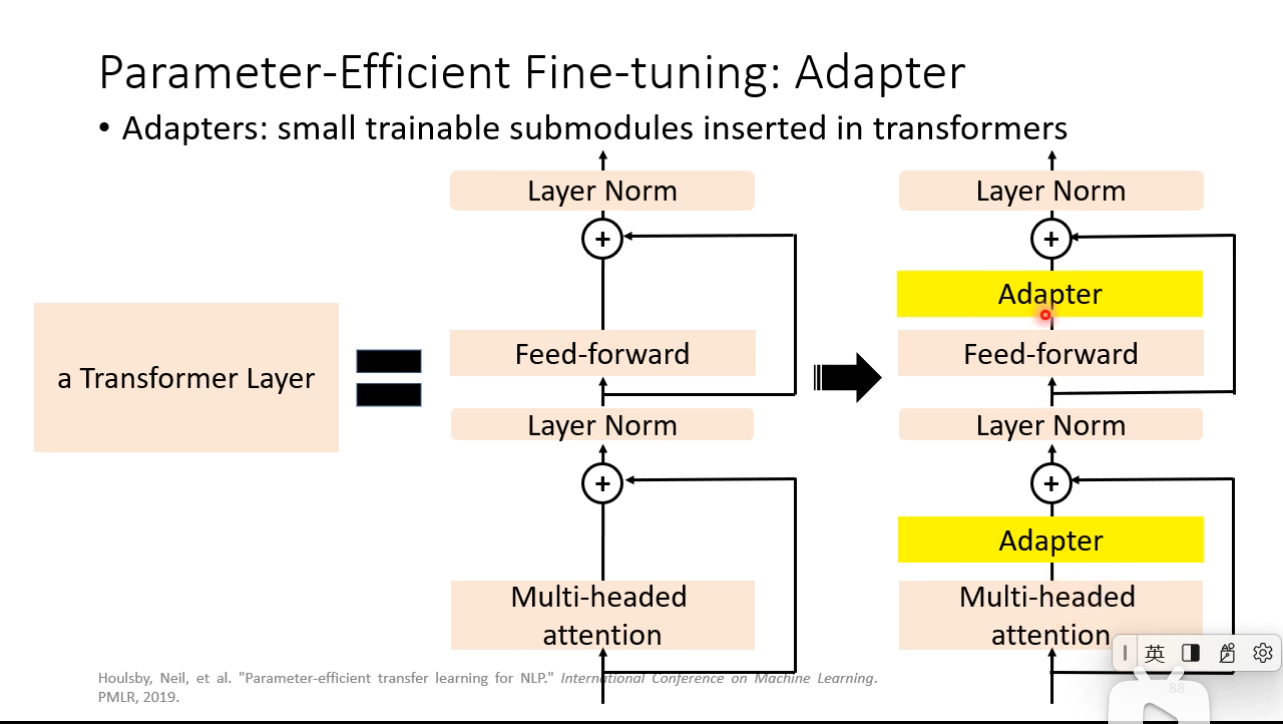 Parameter-Efficient Fine-tuning: Adapter
• Adapters: small trainable submodules inserted in transformers
a Transformer Layer
Layer Norm
+
Feed-forward
Layer Norm
+
Multi-headed
attention
Layer Norm
+
Adapter
Feed-forward
Layer Norm
+
Adapter
Multi-headed
attention
英
88
Houlsby, Neil, et al. "Parameter-efficient transfer learning for NLP." International Conference on Machine Learning.
PMLR, 2019.